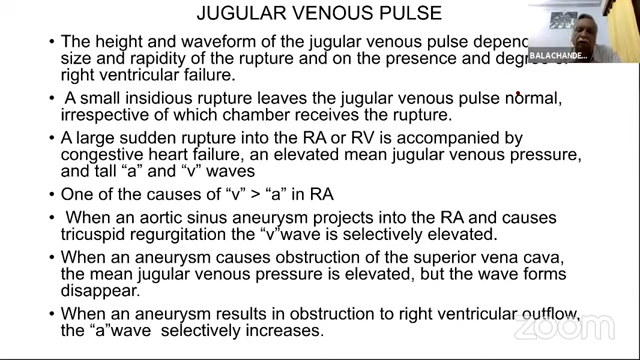 JUGULAR VENOUS PULSE
• The height and waveform of the jugular venous pulse depend
size and rapidity of the rupture and on the presence and degree of
right ventricular failure.
• A small insidious rupture leaves the jugular venous pulse normal,
irrespective of which chamber receives the rupture.
• A large sudden rupture into the RA or RV is accompanied by
congestive heart failure, an elevated mean jugular venous pressure,
and tall "a" and "v" waves
• One of the causes of "v" > "a" in RA
• When an aortic sinus aneurysm projects into the RA and causes
tricuspid regurgitation the "v"wave is selectively elevated.
• When an aneurysm causes obstruction of the superior vena cava,
the mean jugular venous pressure is elevated, but the wave forms
disappear.
• When an aneurysm results in obstruction to right ventricular outflow,
the "a"wave selectively increases.
BALACHANDE...
zoom